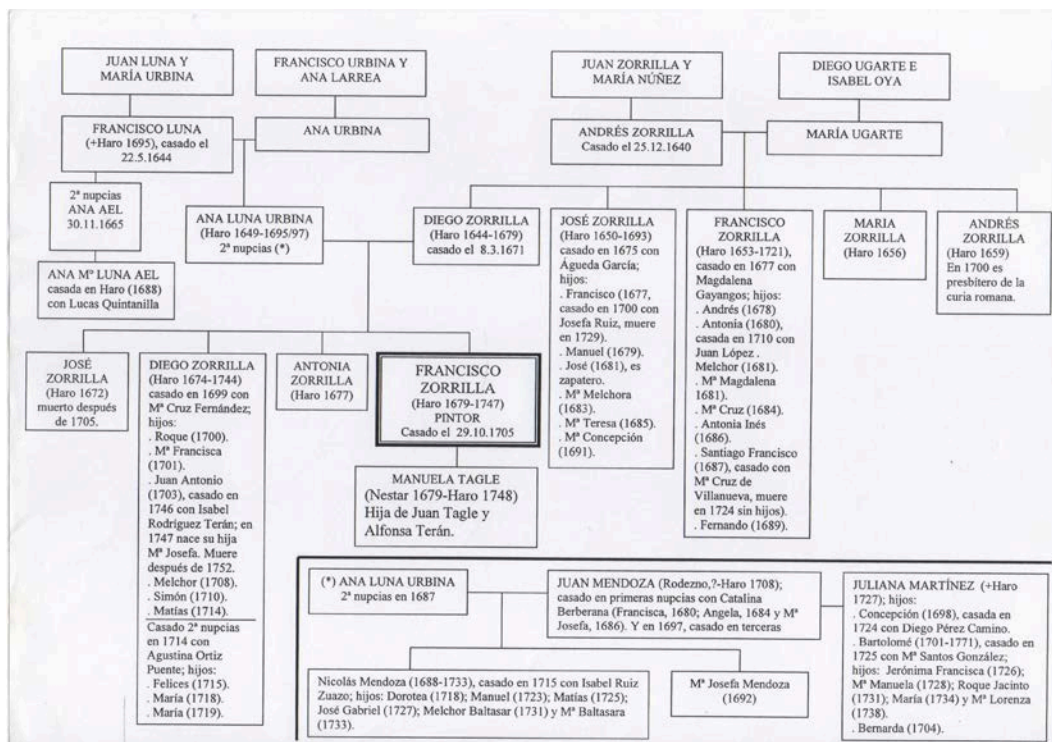 JUAN LUNA Y
MARÍA URBINA
FRANCISCO URBINA Y
ANA LARREA
JUAN ZORRILLA Y
MARÍA NÚÑEZ
DIEGO UGARTE E
ISABEL OYA
FRANCISCO LUNA
(+Haro 1695), casado el
22.5.1644
ANA URBINA
ANDRÉS ZORRILLA
Casado el 25.12.1640
MARÍA UGARTE
2ª nupcias
ANA AEL
30.11.1665
ANA LUNA URBINA
(Haro 1649-1695/97)
2ª nupcias (*)
DIEGO ZORRILLA
(Haro 1644-1679)
casado el 8.3.1671
JOSÉ ZORRILLA
(Haro 1650-1693)
casado en 1675 con
Águeda García;
hijos:
. Francisco (1677,
casado en 1700 con
Josefa Ruiz, muere
en 1729).
. Manuel (1679).
. José (1681), es
zapatero.
. Mª Melchora
(1683).
. Mª Teresa (1685).
. Mª Concepción
(1691).
FRANCISCO
ZORRILLA
(Haro 1653-1721),
casado en 1677 con
Magdalena
Gayangos; hijos:
. Andrés (1678)
. Antonia (1680),
casada en 1710 con
Juan López .
Melchor (1681).
. Mª Magdalena
1681).
. Mª Cruz (1684).
. Antonia Inés
(1686).
. Santiago Francisco
(1687), casado con
Mª Cruz de
Villanueva, muere
en 1724 sin hijos).
. Fernando (1689).
MARIA
ZORRILLA
(Haro 1656)
ANDRÉS
ZORRILLA
(Haro 1659)
En 1700 es
presbítero de la
curia romana.
ANA Mª LUNA AEL
casada en Haro (1688)
con Lucas Quintanilla
JOSÉ
ZORRILLA
(Haro 1672)
muerto después
de 1705.
DIEGO ZORRILLA
(Haro 1674-1744)
casado en 1699 con
Mª Cruz Fernández;
hijos:
. Roque (1700).
. Mª Francisca
(1701).
. Juan Antonio
(1703), casado en
1746 con Isabel
Rodríguez Terán; en
1747 nace su hija
Mª Josefa. Muere
después de 1752.
. Melchor (1708).
. Simón (1710).
. Matías (1714).
Casado 2ª nupcias
en 1714 con
Agustina Ortiz
Puente; hijos:
. Felices (1715).
. María (1718).
. María (1719).
ANTONIA
ZORRILLA
(Haro 1677)
FRANCISCO
ZORRILLA
(Haro 1679-1747)
PINTOR
Casado el 29.10.1705
MANUELA TAGLE
(Nestar 1679-Haro 1748)
Hija de Juan Tagle y
Alfonsa Terán.
(*) ANA LUNA URBINA
2ª nupcias en 1687
JUAN MENDOZA (Rodezno,?-Haro 1708);
casado en primeras nupcias con Catalina
Berberana (Francisca, 1680; Angela, 1684 y Mª
Josefa, 1686). Y en 1697, casado en terceras
JULIANA MARTÍNEZ (+Haro
1727); hijos:
. Concepción (1698), casada en
1724 con Diego Pérez Camino.
. Bartolomé (1701-1771), casado en
1725 con Mª Santos González;
hijos: Jerónima Francisca (1726);
Mª Manuela (1728); Roque Jacinto
(1731); María (1734) y Mª Lorenza
(1738).
. Bernarda (1704).
Nicolás Mendoza (1688-1733), casado en 1715 con Isabel Ruiz
Zuazo; hijos: Dorotea (1718); Manuel (1723); Matías (1725);
José Gabriel (1727); Melchor Baltasar (1731) y Mª Baltasara
(1733).
Mª Josefa Mendoza
(1692)